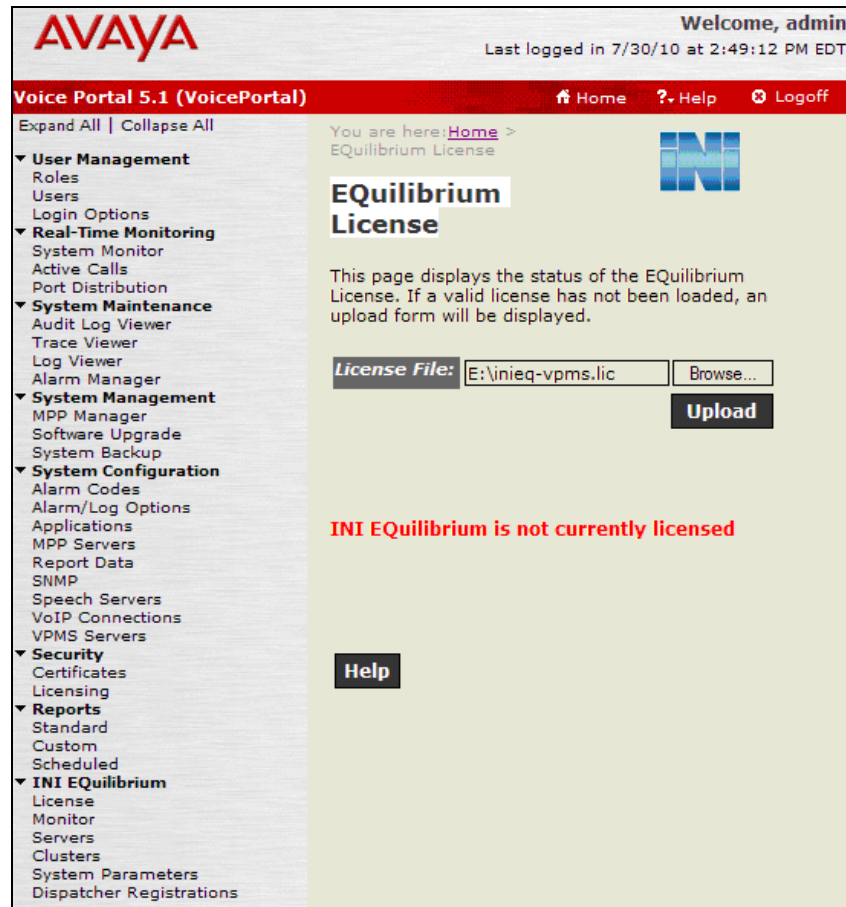 AVAYA
Welcome, admin
Last logged in 7/30/10 at 2:49:12 PM EDT
Voice Portal 5.1 (VoicePortal)
Home
?
Help
Logoff
Expand All | Collapse All
User Management
Roles
Users
Login Options
Real-Time Monitoring
System Monitor
Active Calls
Port Distribution
System Maintenance
Audit Log Viewer
Trace Viewer
Log Viewer
Alarm Manager
System Management
MPP Manager
Software Upgrade
System Backup
System Configuration
Alarm Codes
Alarm/Log Options
Applications
MPP Servers
Report Data
SNMP
Speech Servers
VoIP Connections
VPMS Servers
Security
Certificates
Licensing
Reports
Standard
Custom
Scheduled
INI EQuilibrium
License
Monitor
Servers
Clusters
System Parameters
Dispatcher Registrations
You are here:Home >
EQuilibrium License
INI
EQuilibrium
License
This page displays the status of the EQuilibrium
License. If a valid license has not been loaded, an
upload form will be displayed.
License File:
E:\inieq-vpms.lic
Browse...
Upload
INI EQuilibrium is not currently licensed
Help